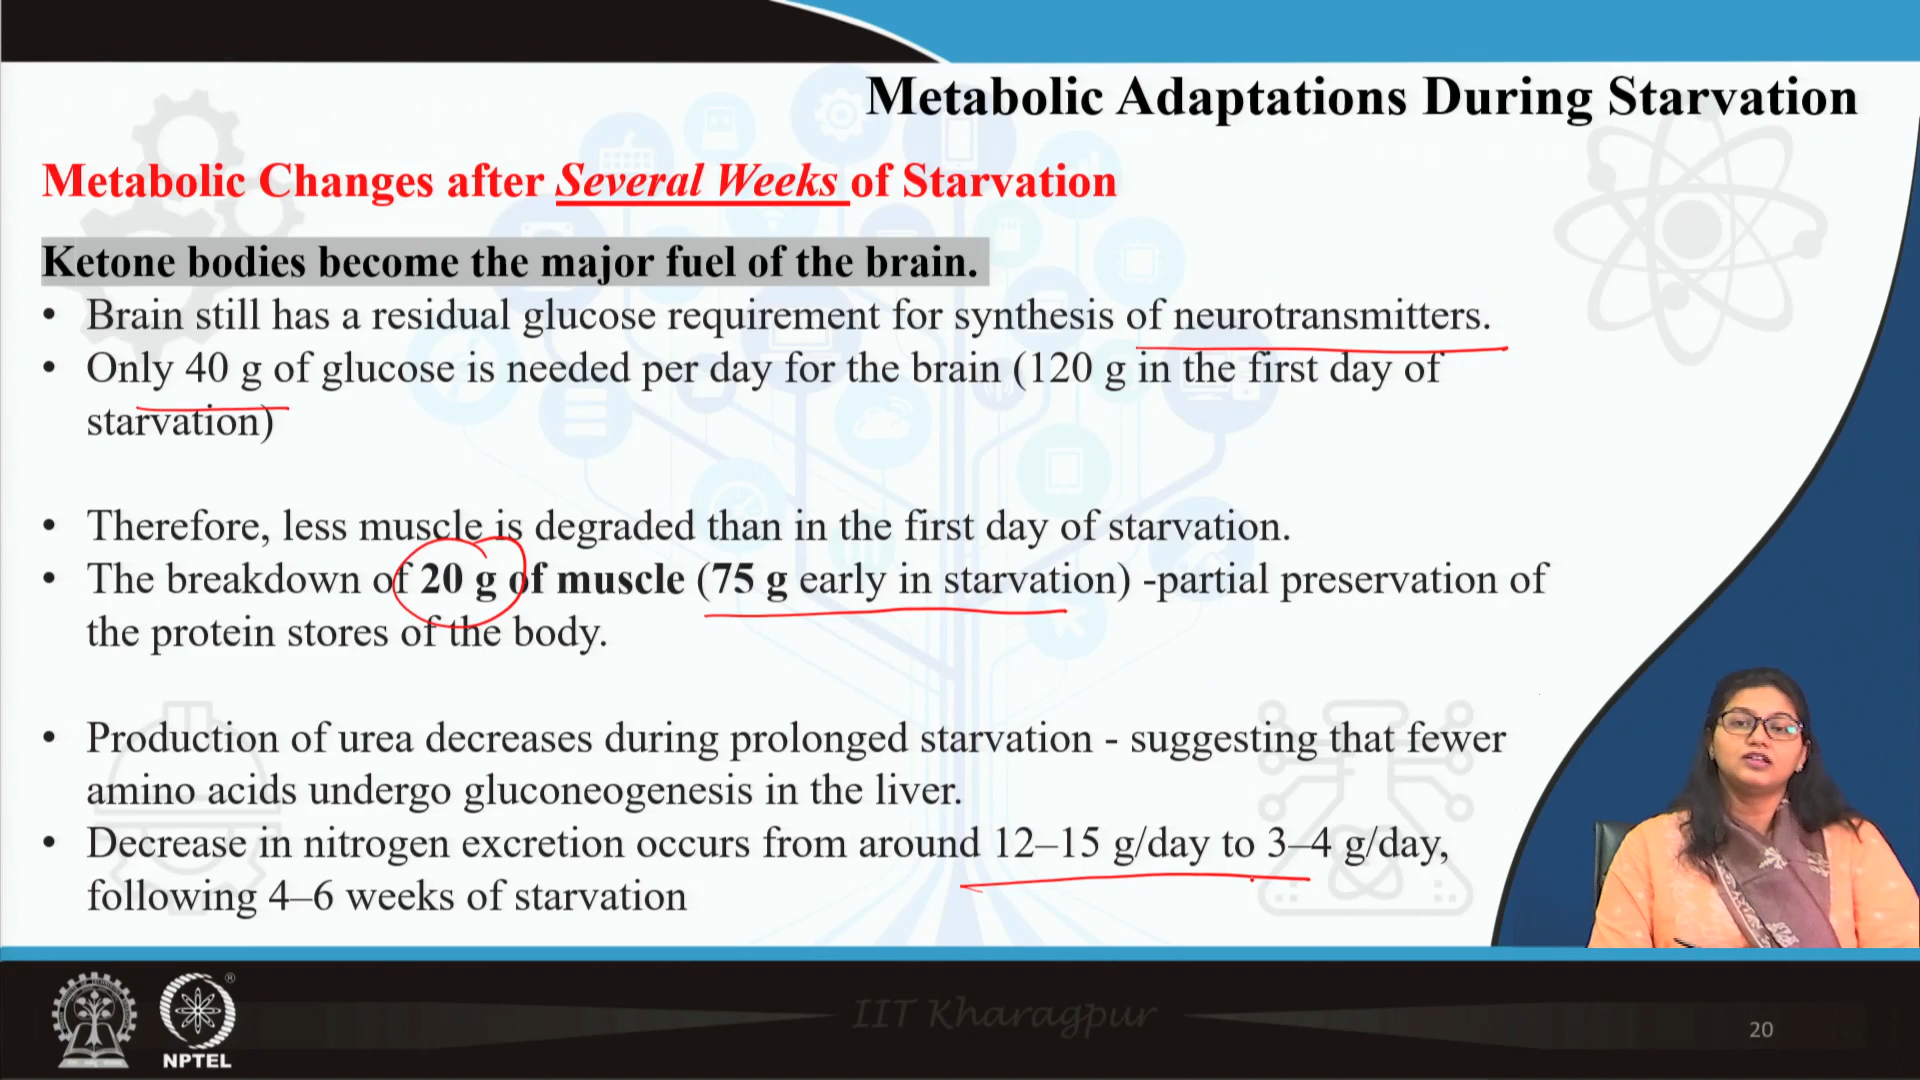 Metabolic Adaptations During Starvation
Metabolic Changes after Several Weeks of Starvation
Ketone bodies become the major fuel of the brain.
• Brain still has a residual glucose requirement for synthesis of neurotransmitters.
• Only 40 g of glucose is needed per day for the brain (120 g in the first day of
starvation)
• Therefore, less muscle is degraded than in the first day of starvation.
• The breakdown of 20 g of muscle (75 g early in starvation) -partial preservation of
the protein stores of the body.
• Production of urea decreases during prolonged starvation - suggesting that fewer
amino acids undergo gluconeogenesis in the liver.
• Decrease in nitrogen excretion occurs from around 12–15 g/day to 3–4 g/day,
following 4–6 weeks of starvation
®
NPTEL
IIT Kharagpur
20